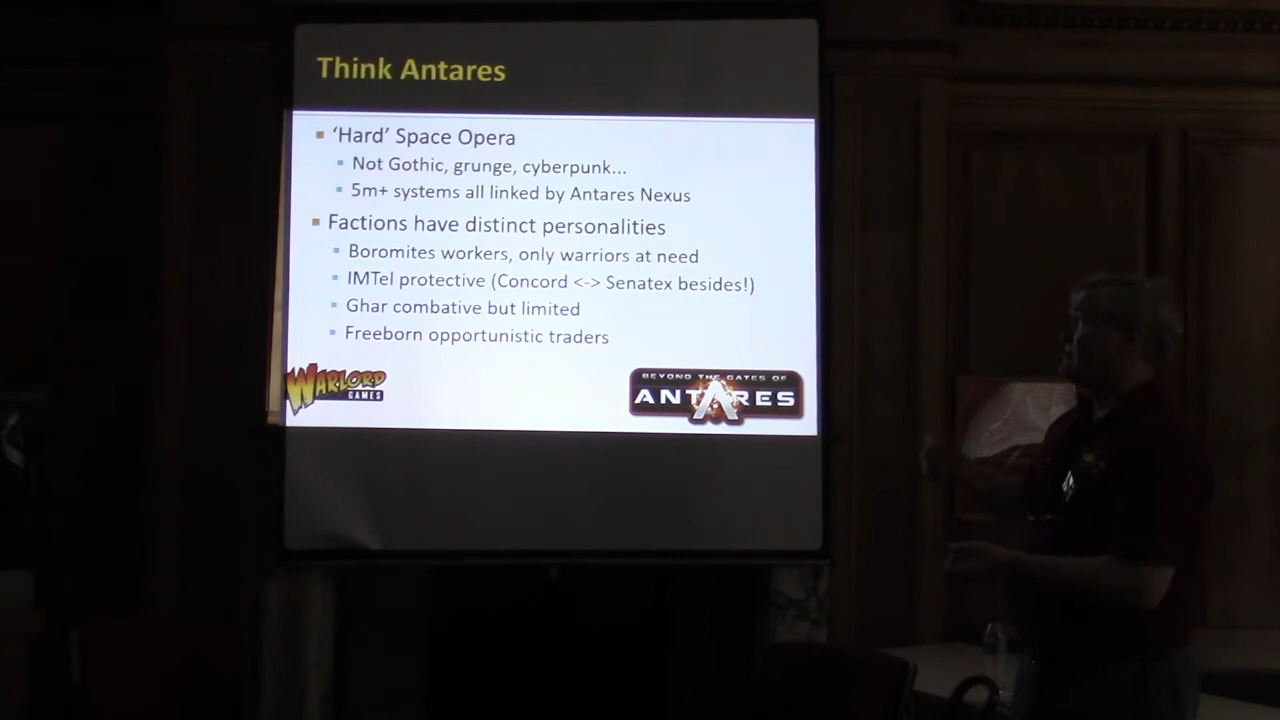 Think Antares
'Hard' Space Opera
Not Gothic, grunge, cyberpunk...
5m+ systems all linked by Antares Nexus
Factions have distinct personalities
Boromites workers, only warriors at need
IMTel protective (Concord <-> Senatex besides!)
Ghar combative but limited
Freeborn opportunistic traders
WARLORD
GAMES
BEYOND THE GATES OF
ANTARES